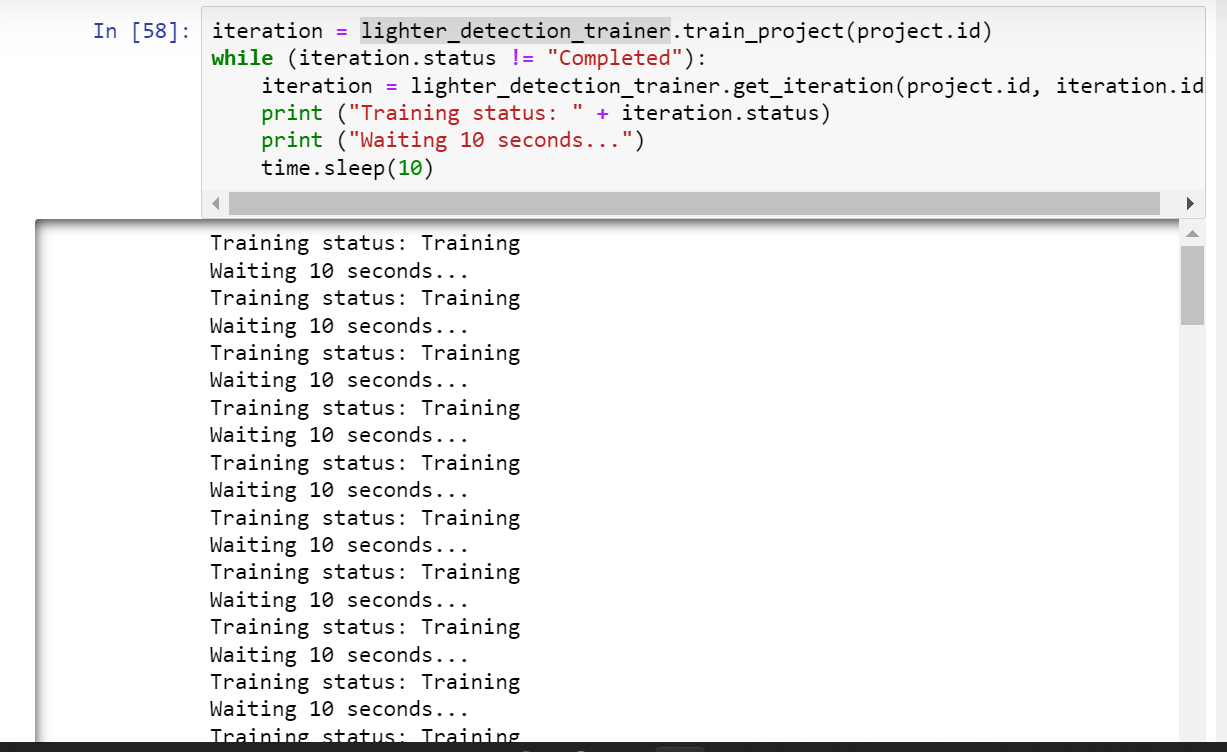 In [58]: iteration = lighter_detection_trainer.train_project(project.id)
while (iteration.status != "Completed"):
    iteration = lighter_detection_trainer.get_iteration(project.id, iteration.id
    print ("Training status: " + iteration.status)
    print ("Waiting 10 seconds...")
    time.sleep(10)
Training status: Training
Waiting 10 seconds...
Training status: Training
Waiting 10 seconds...
Training status: Training
Waiting 10 seconds...
Training status: Training
Waiting 10 seconds...
Training status: Training
Waiting 10 seconds...
Training status: Training
Waiting 10 seconds...
Training status: Training
Waiting 10 seconds...
Training status: Training
Waiting 10 seconds...
Training status: Training
Waiting 10 seconds...
Training status: Training